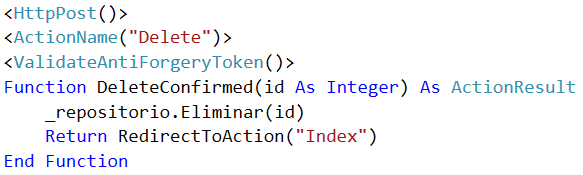 <HttpPost()>
<ActionName("Delete")>
<ValidateAntiForgeryToken()>
Function DeleteConfirmed(id As Integer) As ActionResult
    _repositorio.Eliminar(id)
    Return RedirectToAction("Index")
End Function